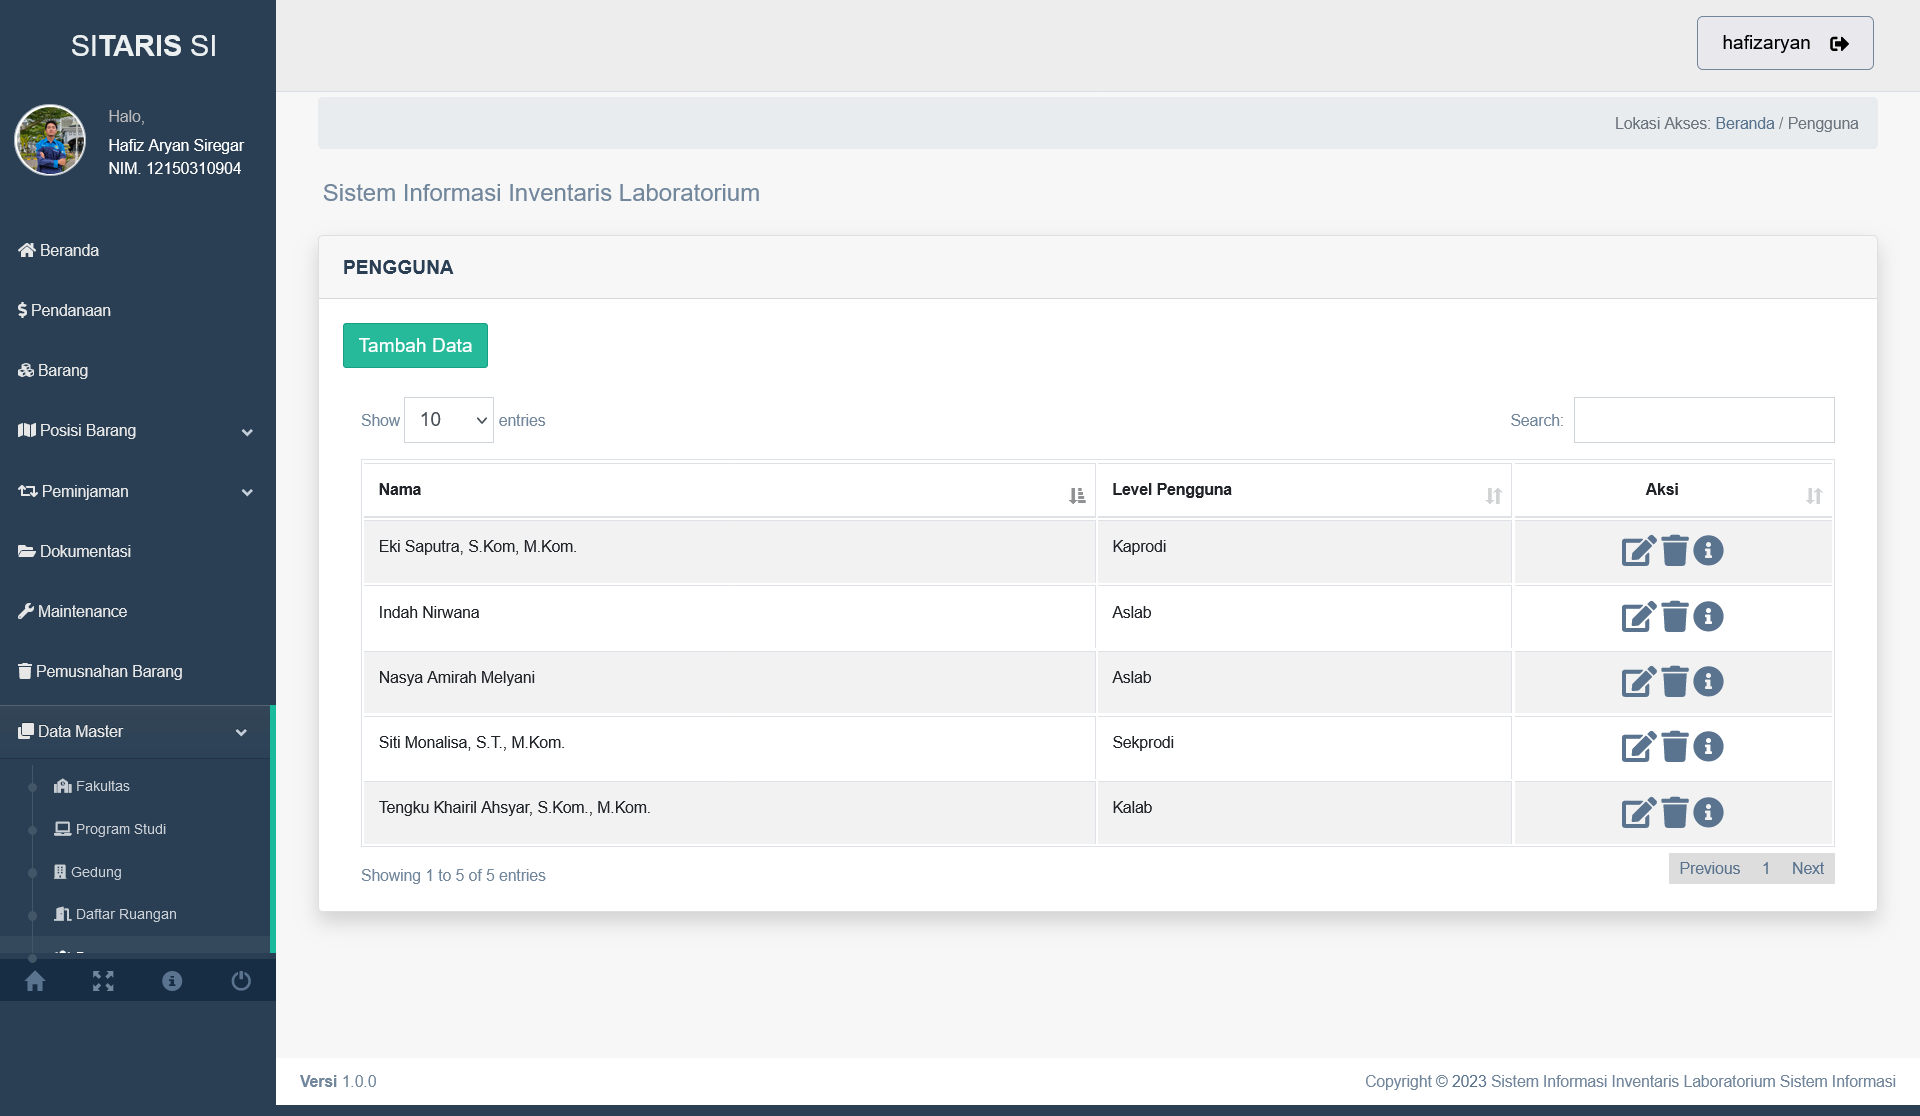 SITARIS SI
Halo,
Hafiz Aryan Siregar
NIM. 12150310904
Beranda
Pendanaan
Barang
Posisi Barang
Peminjaman
Dokumentasi
Maintenance
Pemusnahan Barang
Data Master
Fakultas
Program Studi
Gedung
Daftar Ruangan
hafizaryan
Lokasi Akses: Beranda / Pengguna
Sistem Informasi Inventaris Laboratorium
PENGGUNA
Tambah Data
Show 10 entries
Search:
Nama Level Pengguna Aksi
Eki Saputra, S.Kom, M.Kom. Kaprodi
Indah Nirwana Aslab
Nasya Amirah Melyani Aslab
Siti Monalisa, S.T., M.Kom. Sekprodi
Tengku Khairil Ahsyar, S.Kom., M.Kom. Kalab
Showing 1 to 5 of 5 entries
Previous 1 Next
Versi 1.0.0
Copyright © 2023 Sistem Informasi Inventaris Laboratorium Sistem Informasi